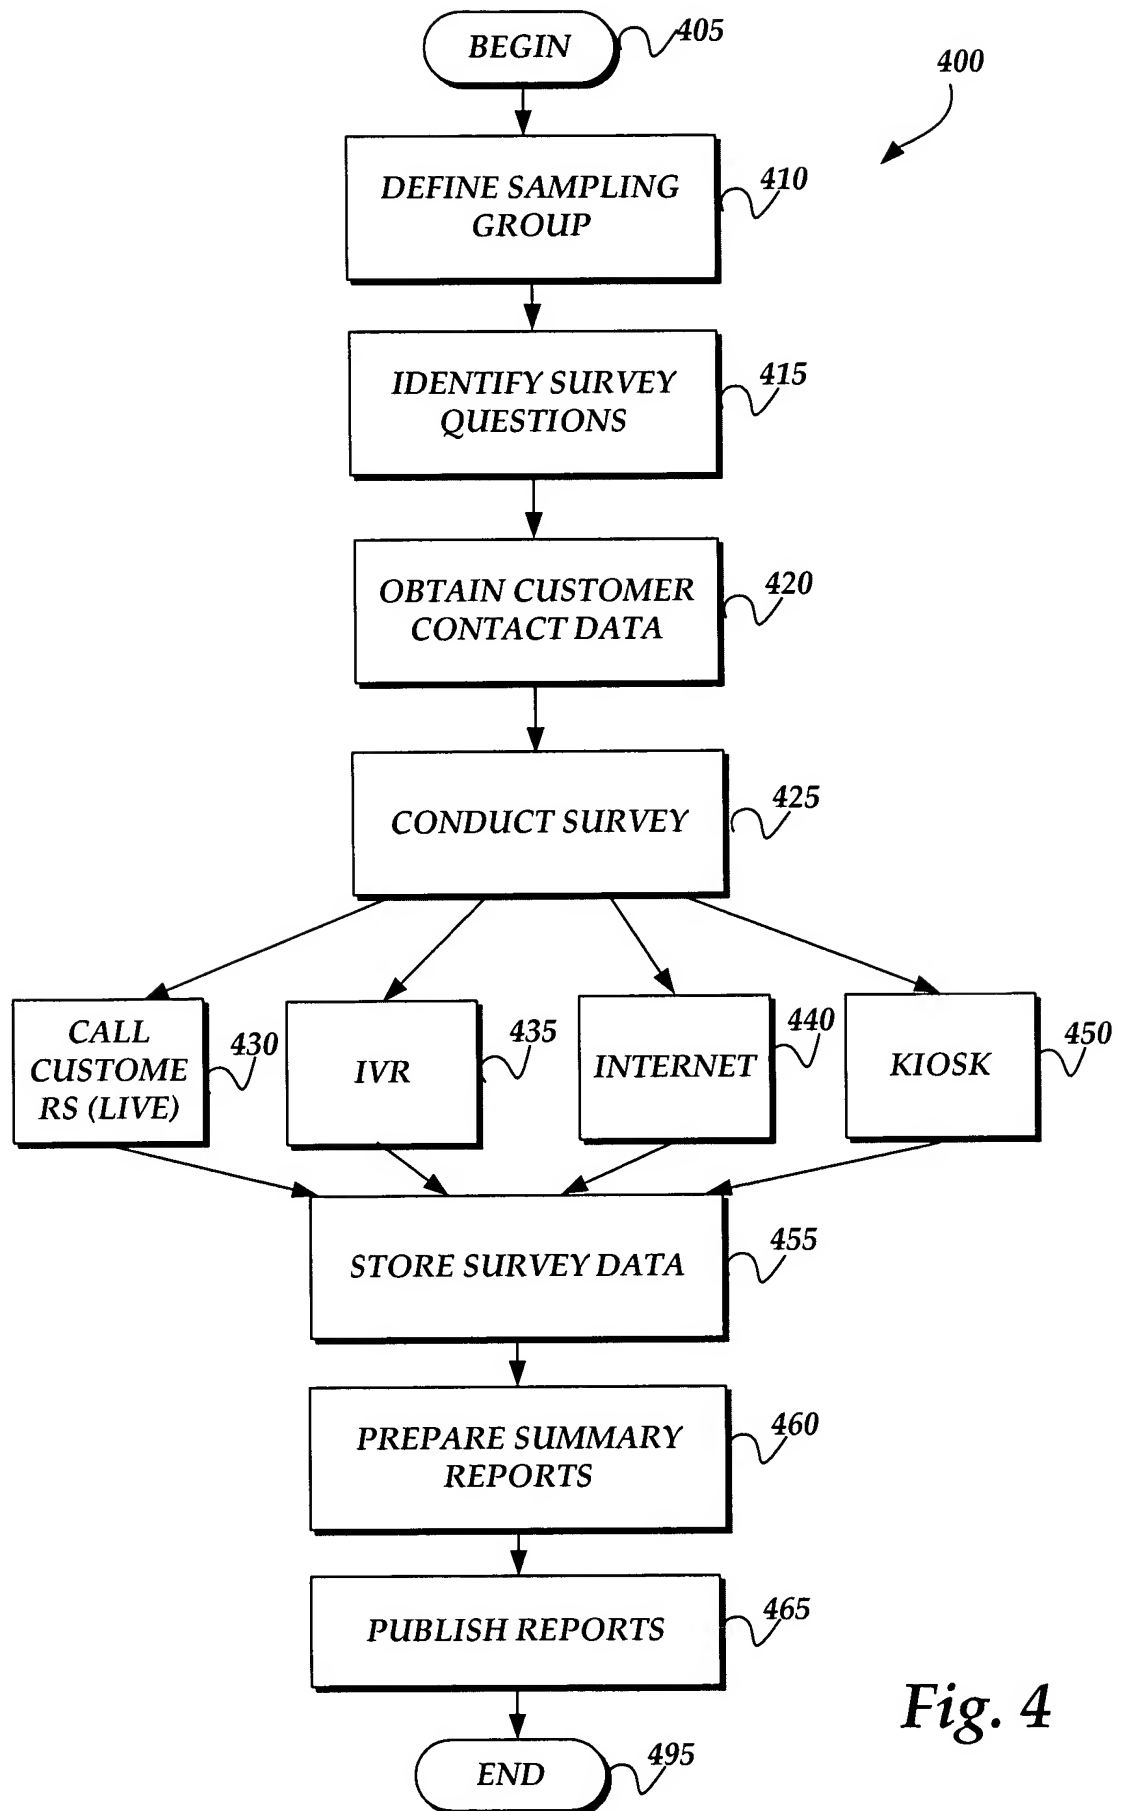 BEGIN
405
400
DEFINE SAMPLING
GROUP
410
IDENTIFY SURVEY
QUESTIONS
415
OBTAIN CUSTOMER
CONTACT DATA
420
CONDUCT SURVEY
425
CALL
CUSTOME
RS (LIVE)
430
IVR
435
INTERNET
440
KIOSK
450
STORE SURVEY DATA
455
PREPARE SUMMARY
REPORTS
460
PUBLISH REPORTS
465
END
495
Fig. 4